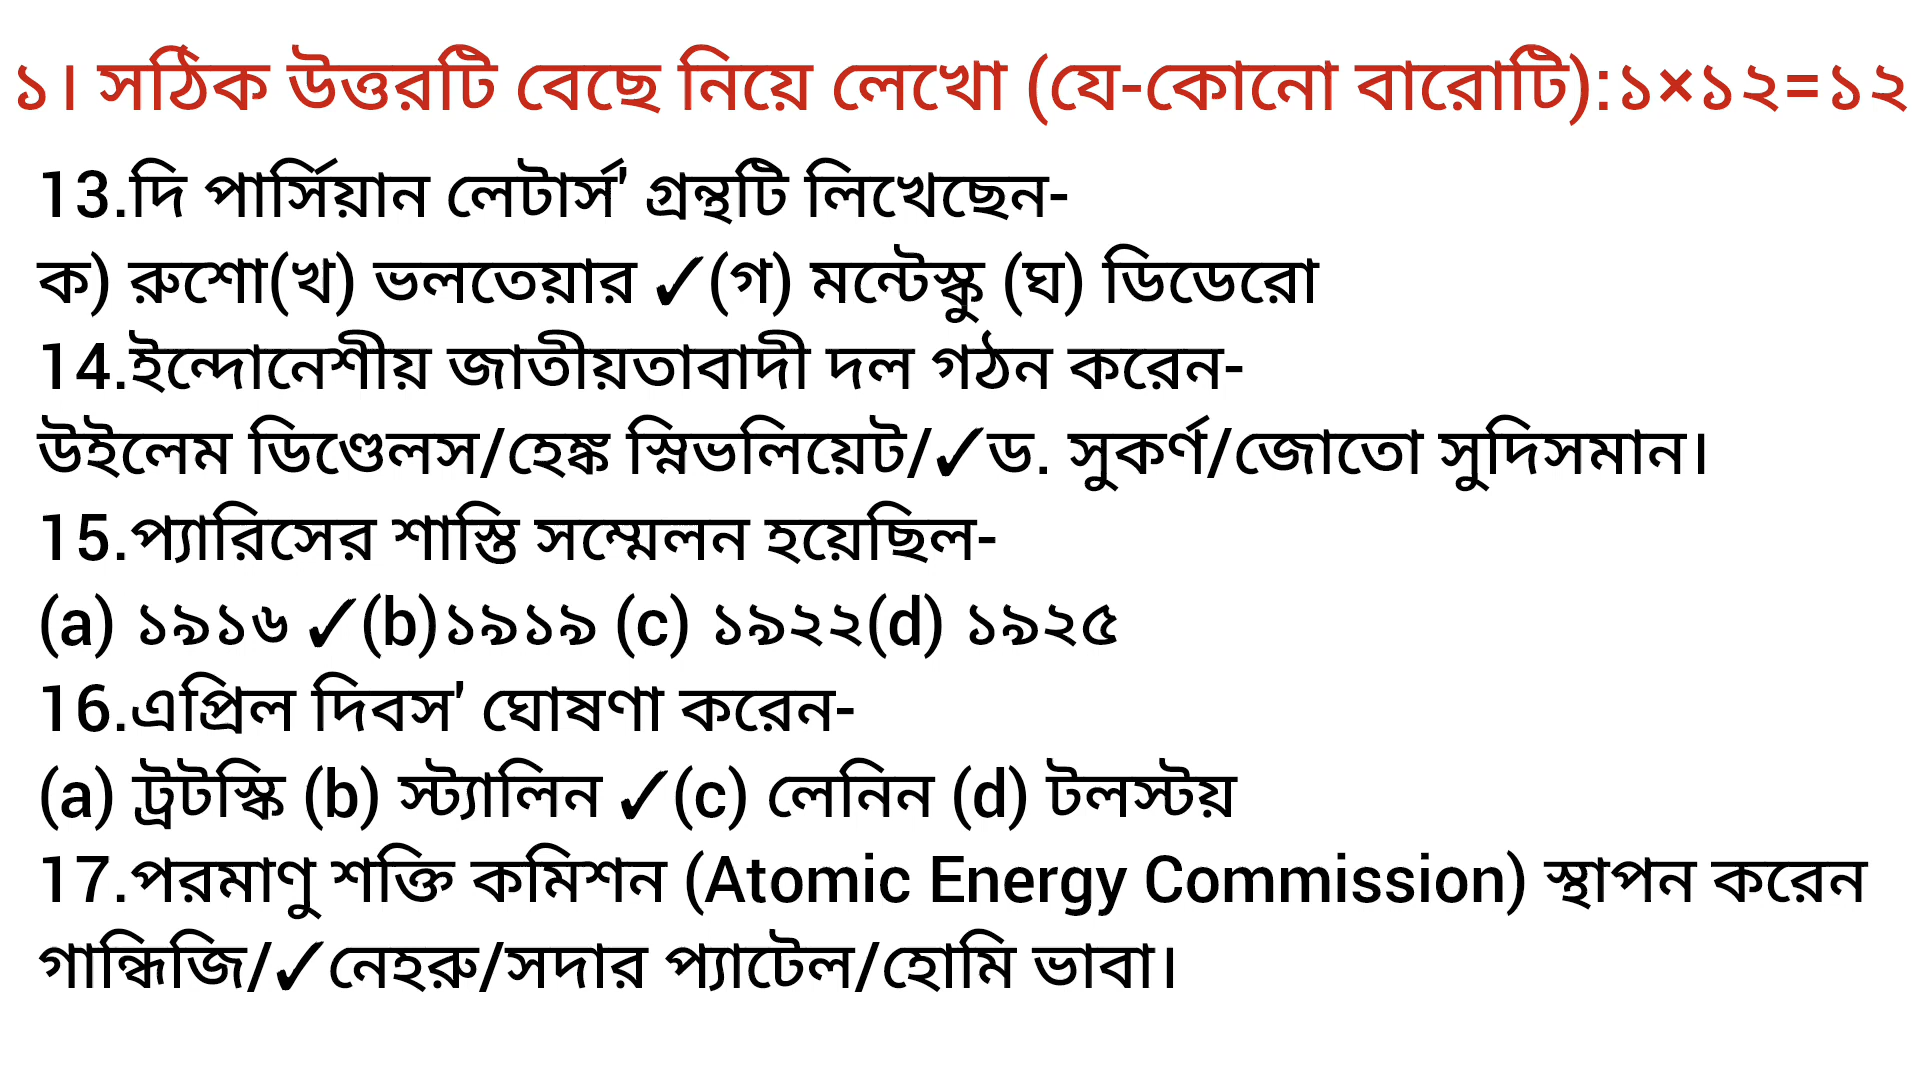 ১। সঠিক উত্তরটি বেছে নিয়ে লেখো (যে-কোনো বারোটি):১×১২=১২
13.দি পার্সিয়ান লেটার্স' গ্রন্থটি লিখেছেন-
ক) রুশো(খ) ভলতেয়ার ✓(গ) মন্টেস্কু (ঘ) ডিডেরো
14.ইন্দোনেশীয় জাতীয়তাবাদী দল গঠন করেন-
উইলেম ডিণ্ডেলস/হেঙ্ক স্নিভলিয়েট/✓ড. সুকর্ণ/জোতো সুদিসমান।
15.প্যারিসের শাস্তি সম্মেলন হয়েছিল-
(a) ১৯১৬ ✓(b)১৯১৯ (c) ১৯২২(d) ১৯২৫
16.এপ্রিল দিবস' ঘোষণা করেন-
(a) ট্রটস্কি (b) স্ট্যালিন ✓(c) লেনিন (d) টলস্টয়
17.পরমাণু শক্তি কমিশন (Atomic Energy Commission) স্থাপন করেন
গান্ধিজি/✓নেহরু/সদার প্যাটেল/হোমি ভাবা।